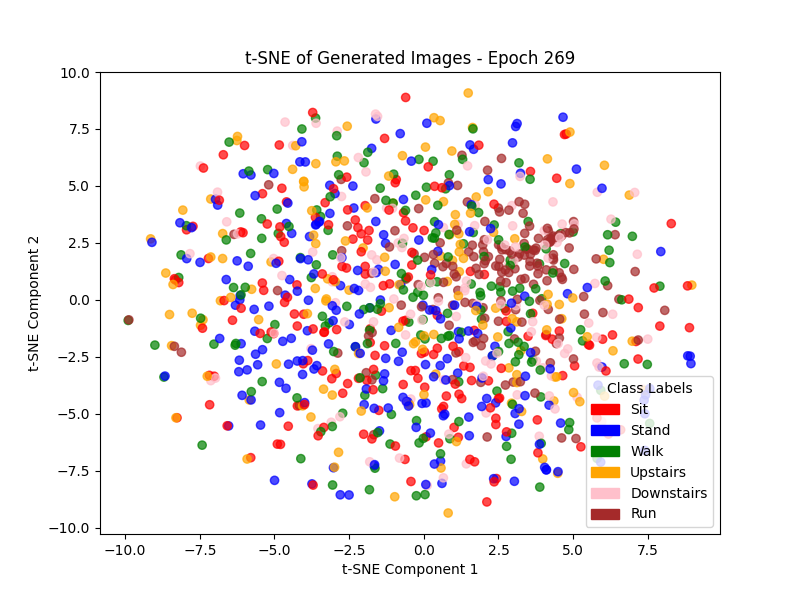 t-SNE of Generated Images - Epoch 269
10.0
7.5
5.0
2.5
0.0
−2.5
−5.0
−7.5
−10.0
t-SNE Component 2
Class Labels
Sit
Stand
Walk
Upstairs
Downstairs
Run
−10.0 −7.5 −5.0 −2.5 0.0 2.5 5.0 7.5
t-SNE Component 1